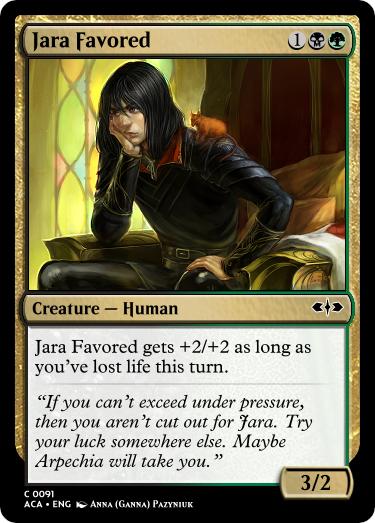 Jara Favored 1
Creature — Human
Jara Favored gets +2/+2 as long as
you've lost life this turn.
“If you can't exceed under pressure,
then you aren't cut out for Jara. Try
your luck somewhere else. Maybe
Arpechia will take you.”
3/2
C 0091
ACA • ENG Anna (Ganna) Pazyniuk